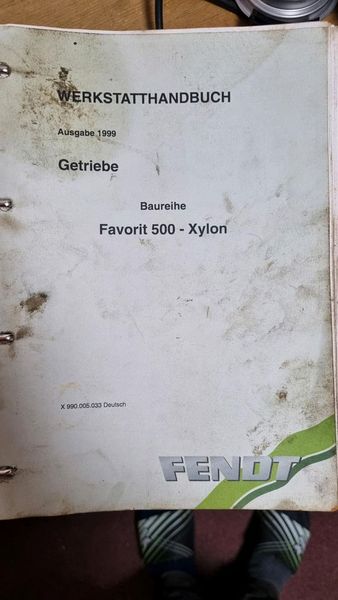 WERKSTATTHANDBUCH
Ausgabe 1999
Getriebe
Baureihe
Favorit 500 - Xylon
X 990.005.033 Deutsch
FENDT